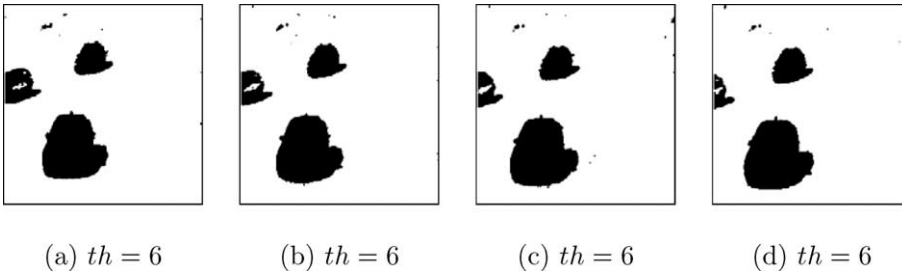 (a) th = 6 (b) th = 6 (c) th = 6 (d) th = 6